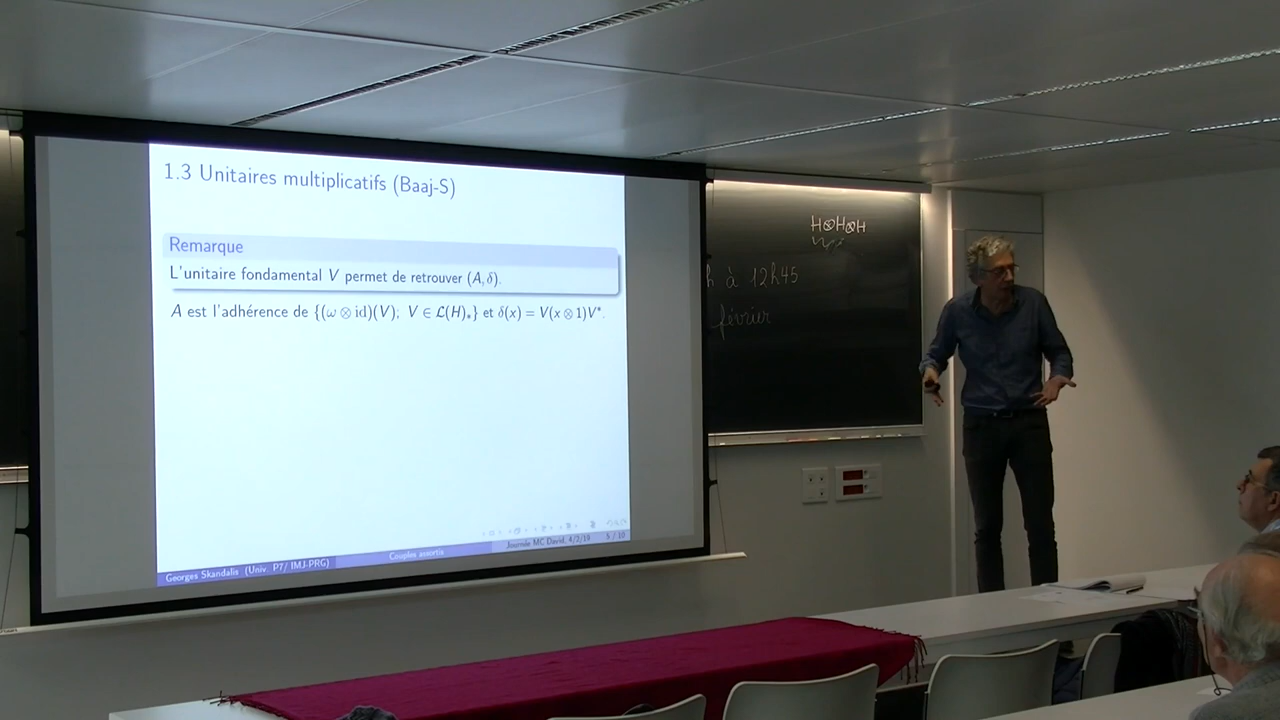 1.3 Unitaires multiplicatifs (Baaj-S)
Remarque
L'unitaire fondamental V permet de retrouver (A, δ).
A est l'adhérence de {(ω ⊗ id)(V); V ∈ L(H)*} et δ(x) = V(x ⊗ 1)V*.
Georges Skandalis (Univ. P7/ IMJ-PRG)
Couples assortis
Journée MC David, 4/2/19
5 / 10
H⊗H⊗H
h à 12h45
février